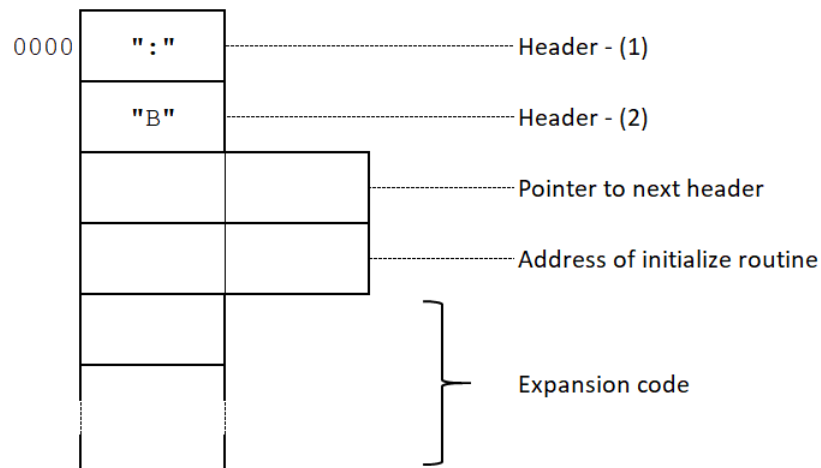 0000 ":" Header - (1)
"B" Header - (2)
Pointer to next header
Address of initialize routine
Expansion code